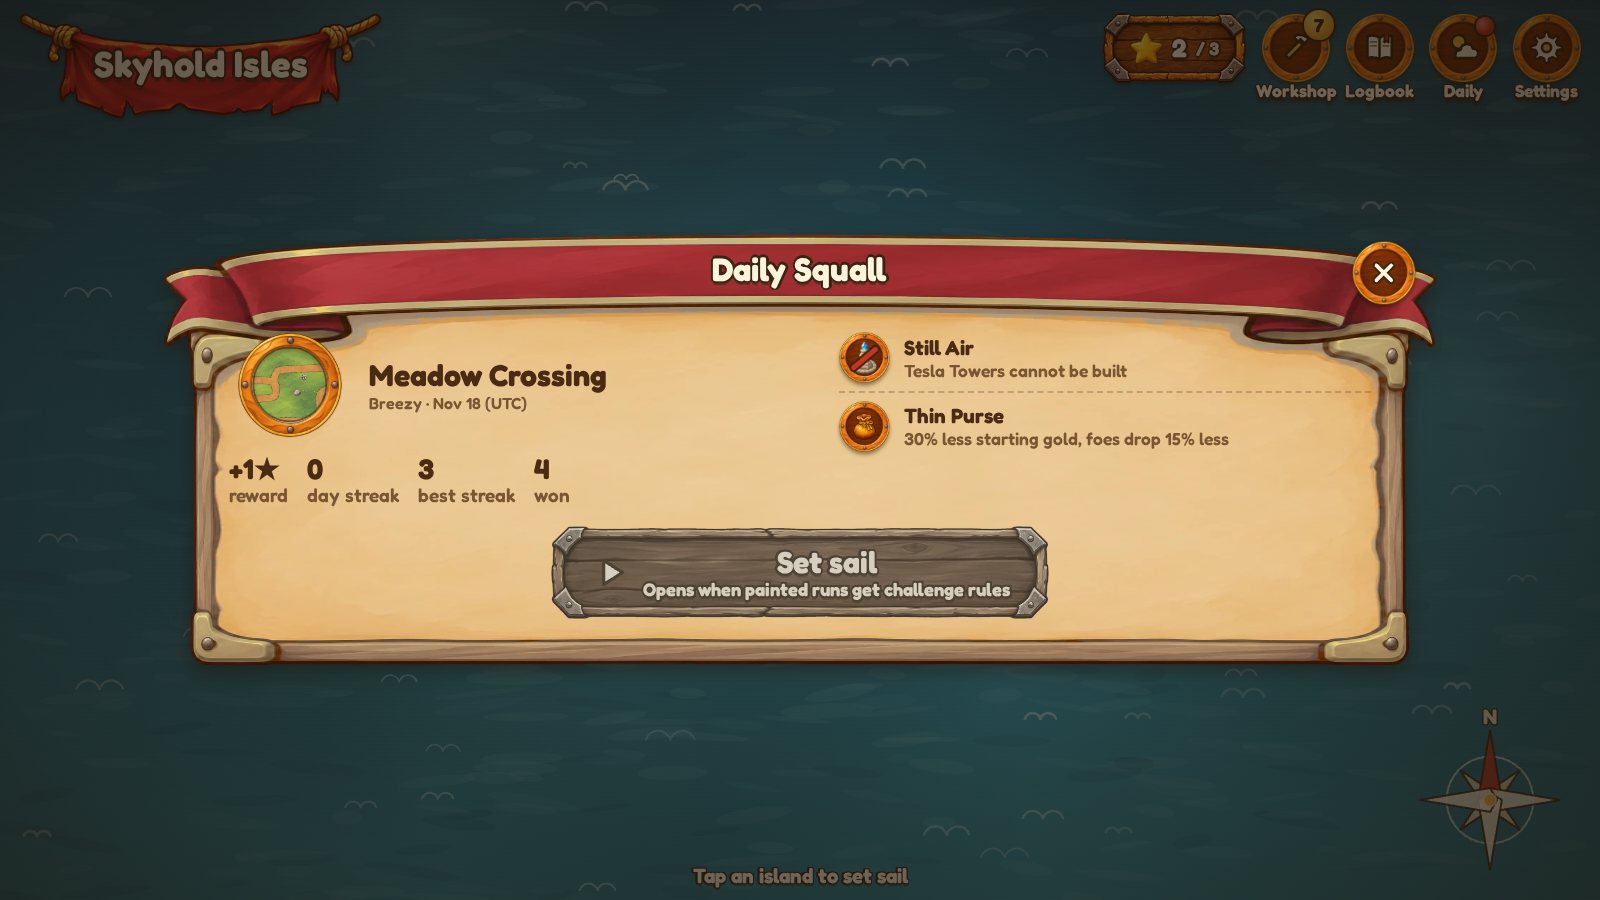 Skyhold Isles
2 / 3
7
Workshop
Logbook
Daily
Settings
Daily Squall
Meadow Crossing
Breezy · Nov 18 (UTC)
+1★
reward
0
day streak
3
best streak
4
won
Still Air
Tesla Towers cannot be built
Thin Purse
30% less starting gold, foes drop 15% less
Set sail
Opens when painted runs get challenge rules
N
Tap an island to set sail